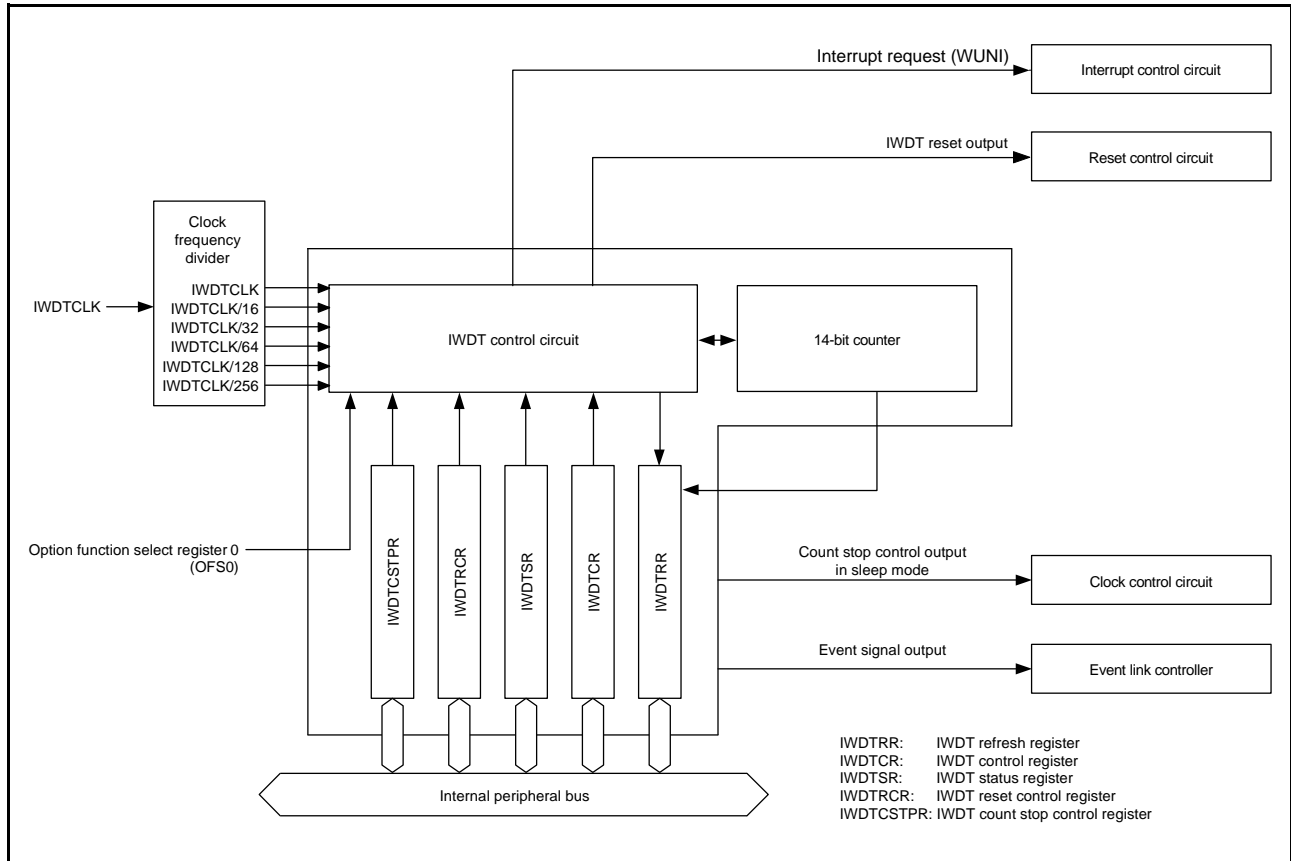 Interrupt request (WUNI)
Interrupt control circuit
IWDT reset output
Reset control circuit
Clock
frequency
divider
IWDTCLK
IWDTCLK
IWDTCLK/16
IWDTCLK/32
IWDTCLK/64
IWDTCLK/128
IWDTCLK/256
IWDT control circuit
14-bit counter
Option function select register 0
(OFS0)
IWDTCSTPR
IWDTRCR
IWDTSR
IWDTCR
IWDTRR
Count stop control output
in sleep mode
Clock control circuit
Event signal output
Event link controller
Internal peripheral bus
IWDTRR: IWDT refresh register
IWDTCR: IWDT control register
IWDTSR: IWDT status register
IWDTRCR: IWDT reset control register
IWDTCSTPR: IWDT count stop control register